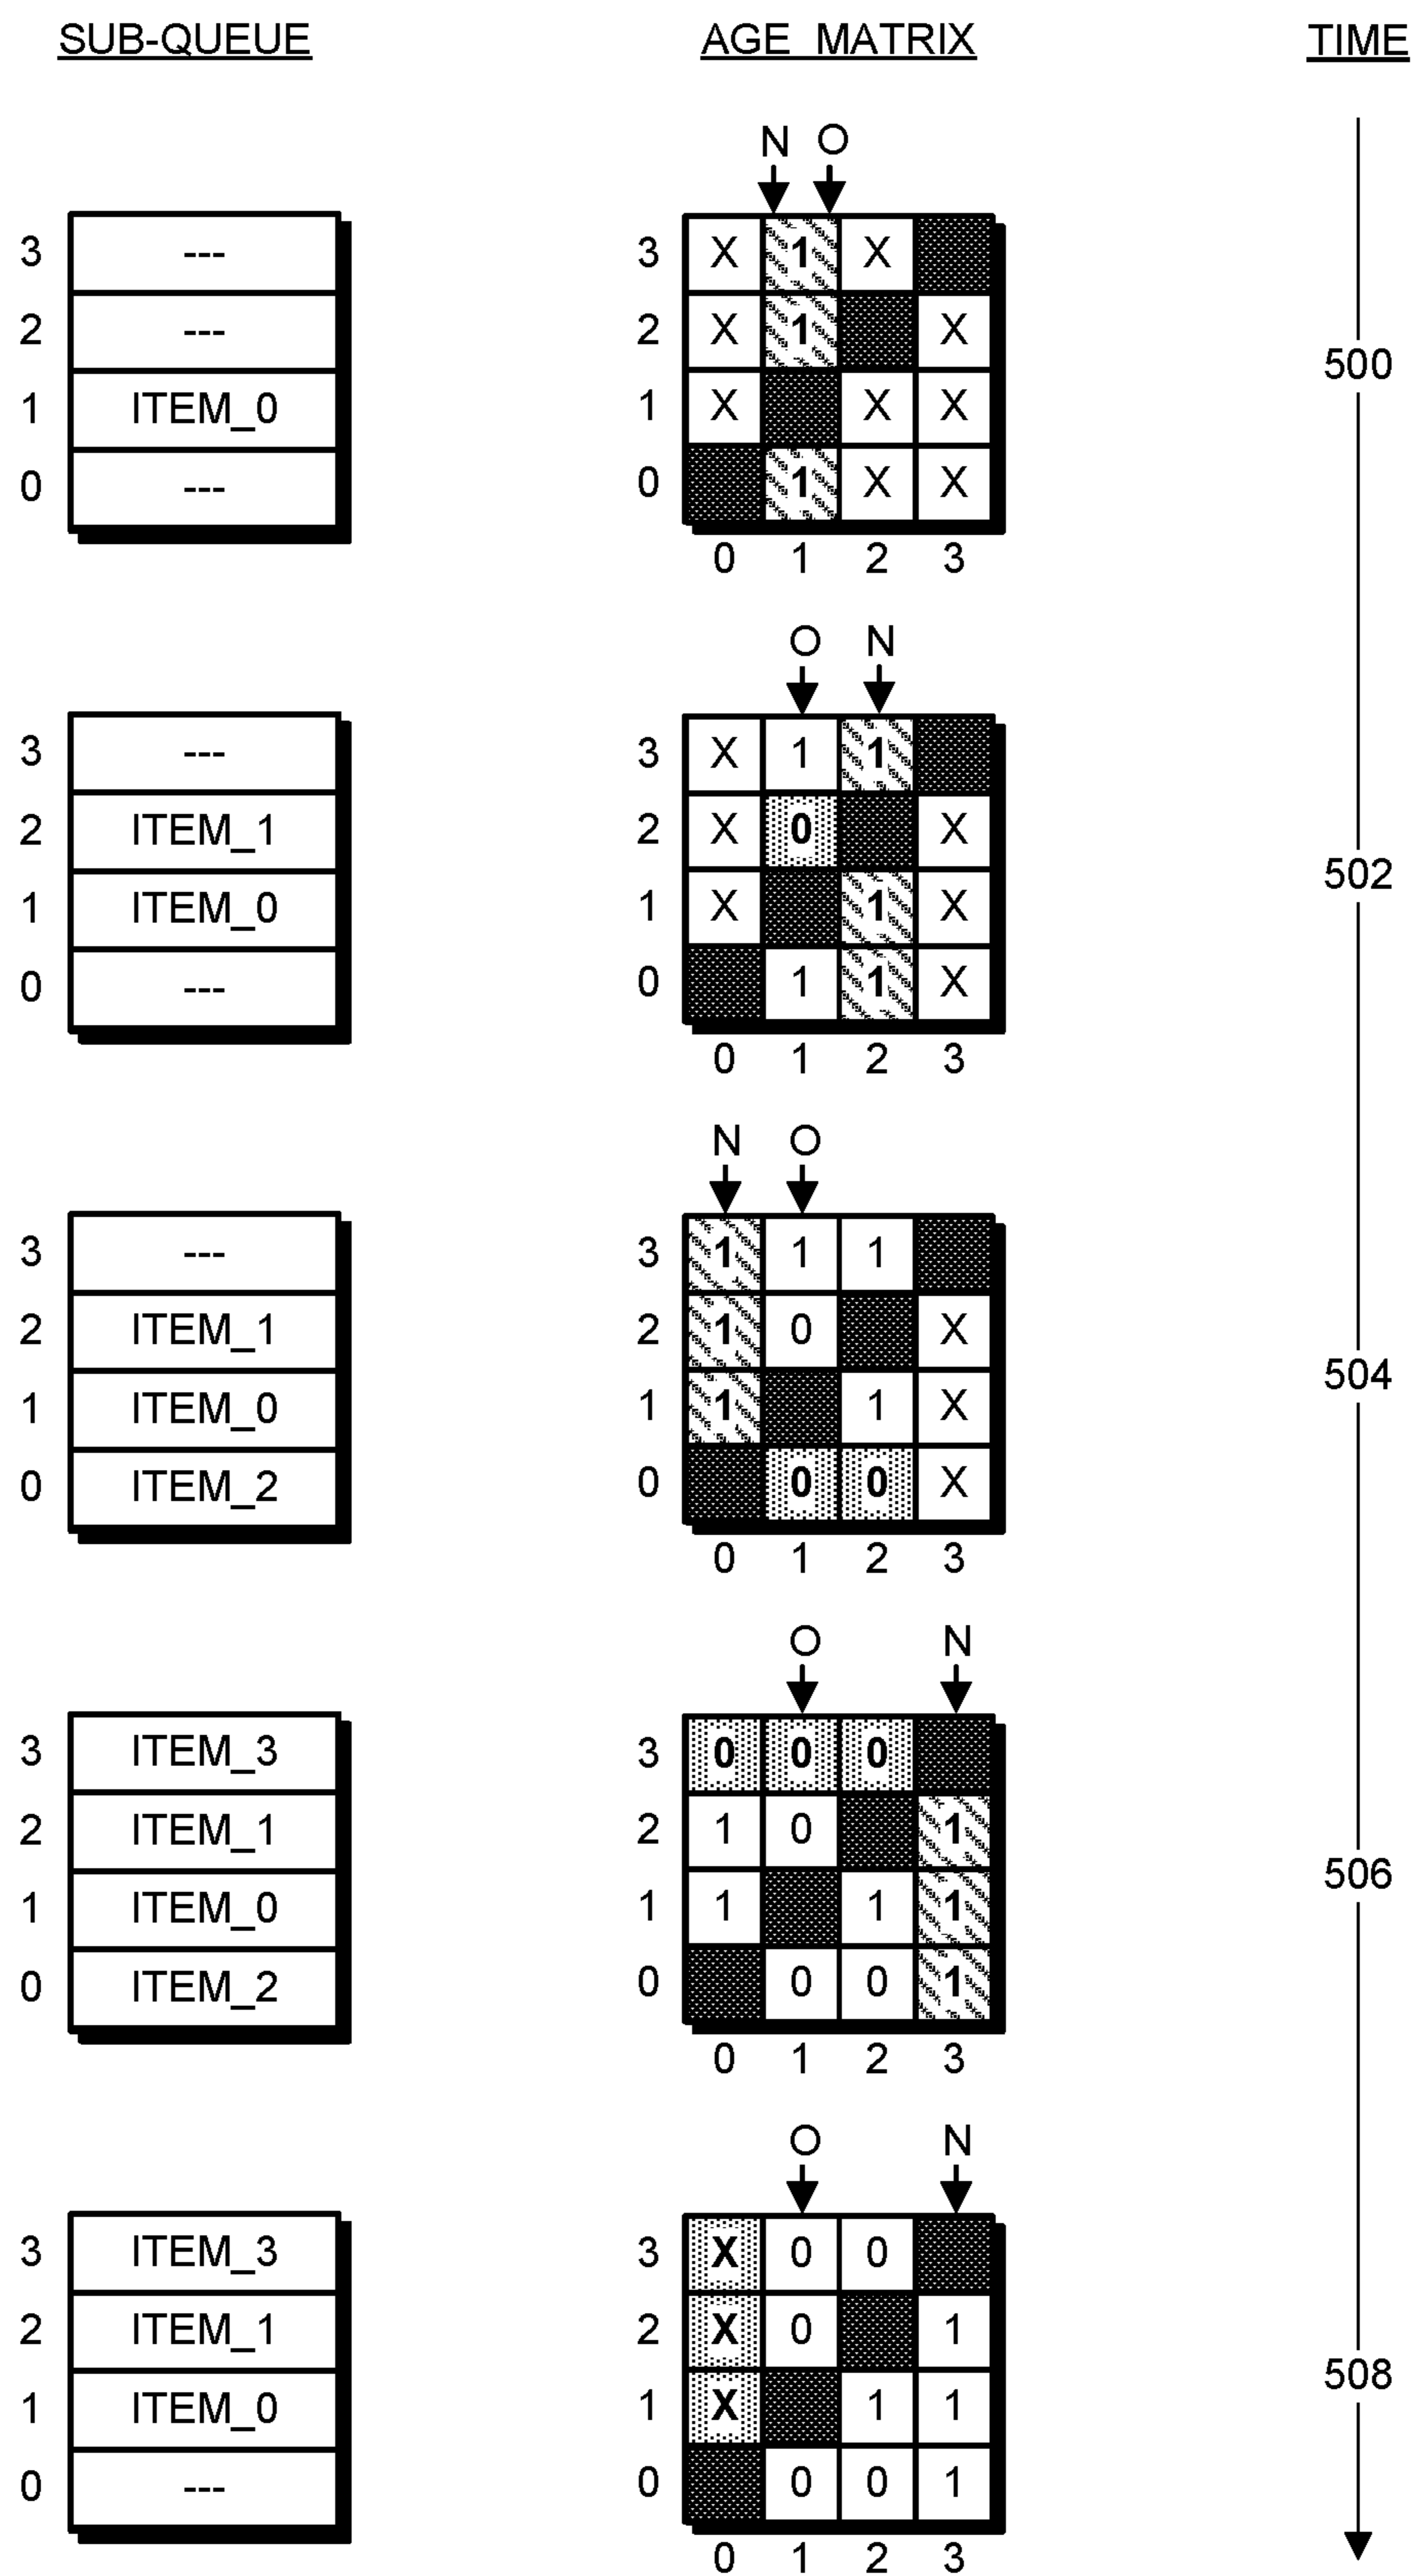 SUB-QUEUE AGE MATRIX TIME
N O
3 --- 3 X 1 X
2 --- 2 X 1 X
500
1 ITEM_0 1 X X X
0 --- 0 1 X X
0 1 2 3
O N
3 --- 3 X 1 1
2 ITEM_1 2 X 0 X
502
1 ITEM_0 1 X 1 X
0 --- 0 1 1 X
0 1 2 3
N O
3 --- 3 1 1 1
2 ITEM_1 2 1 0 X
504
1 ITEM_0 1 1 1 X
0 ITEM_2 0 0 0 X
0 1 2 3
O N
3 ITEM_3 3 0 0 0
2 ITEM_1 2 1 0 1
506
1 ITEM_0 1 1 1 1
0 ITEM_2 0 0 0 1
0 1 2 3
O N
3 ITEM_3 3 X 0 0
2 ITEM_1 2 X 0 1
508
1 ITEM_0 1 X 1 1
0 --- 0 0 0 1
0 1 2 3